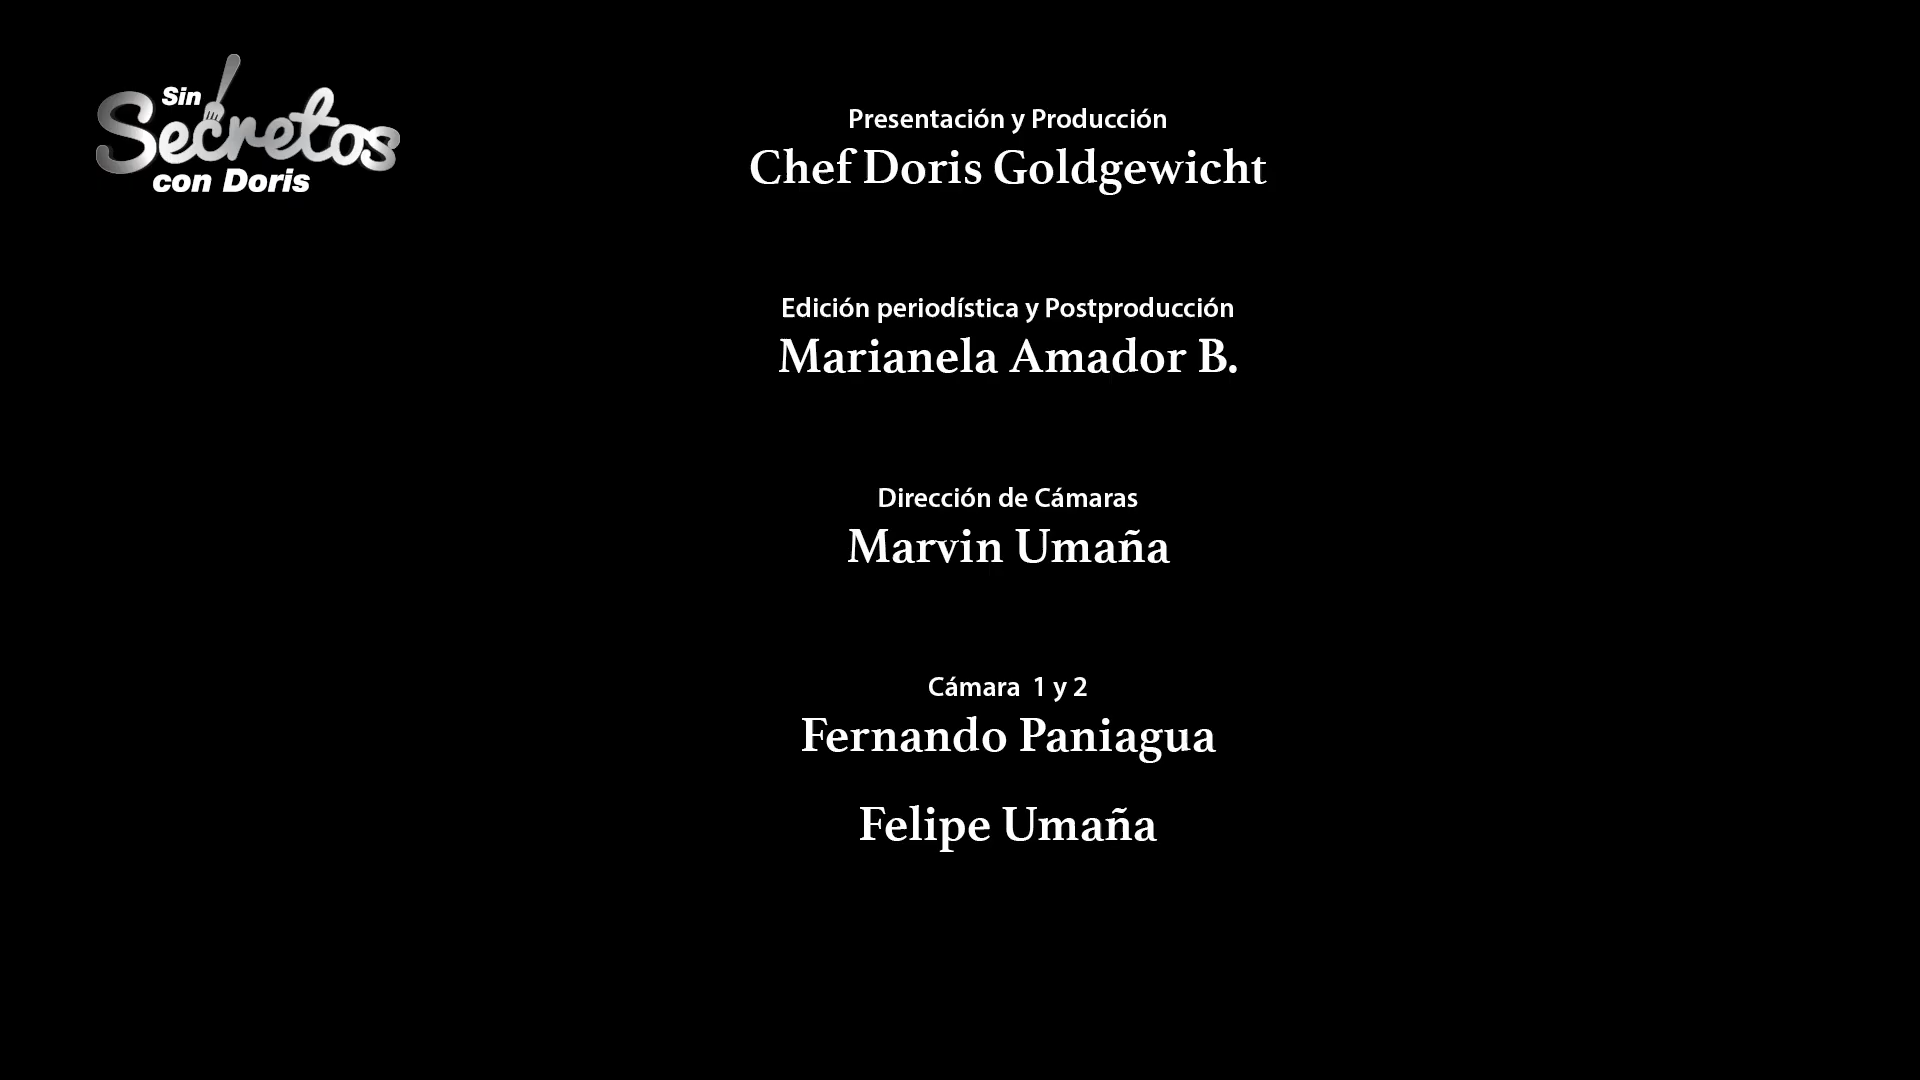 Sin
Secretos
con Doris
Presentación y Producción
Chef Doris Goldgewicht
Edición periodística y Postproducción
Marianela Amador B.
Dirección de Cámaras
Marvin Umaña
Cámara 1 y 2
Fernando Paniagua
Felipe Umaña